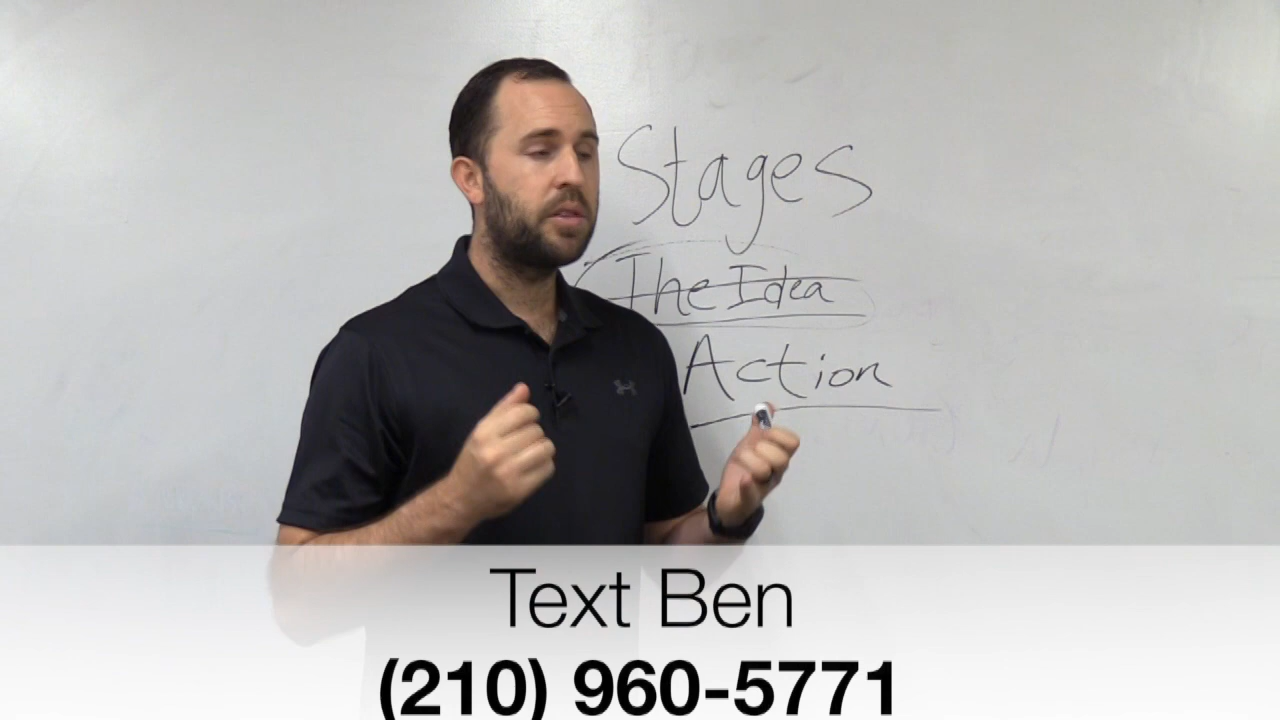 Stages
The Idea
Action
Text Ben
(210) 960-5771